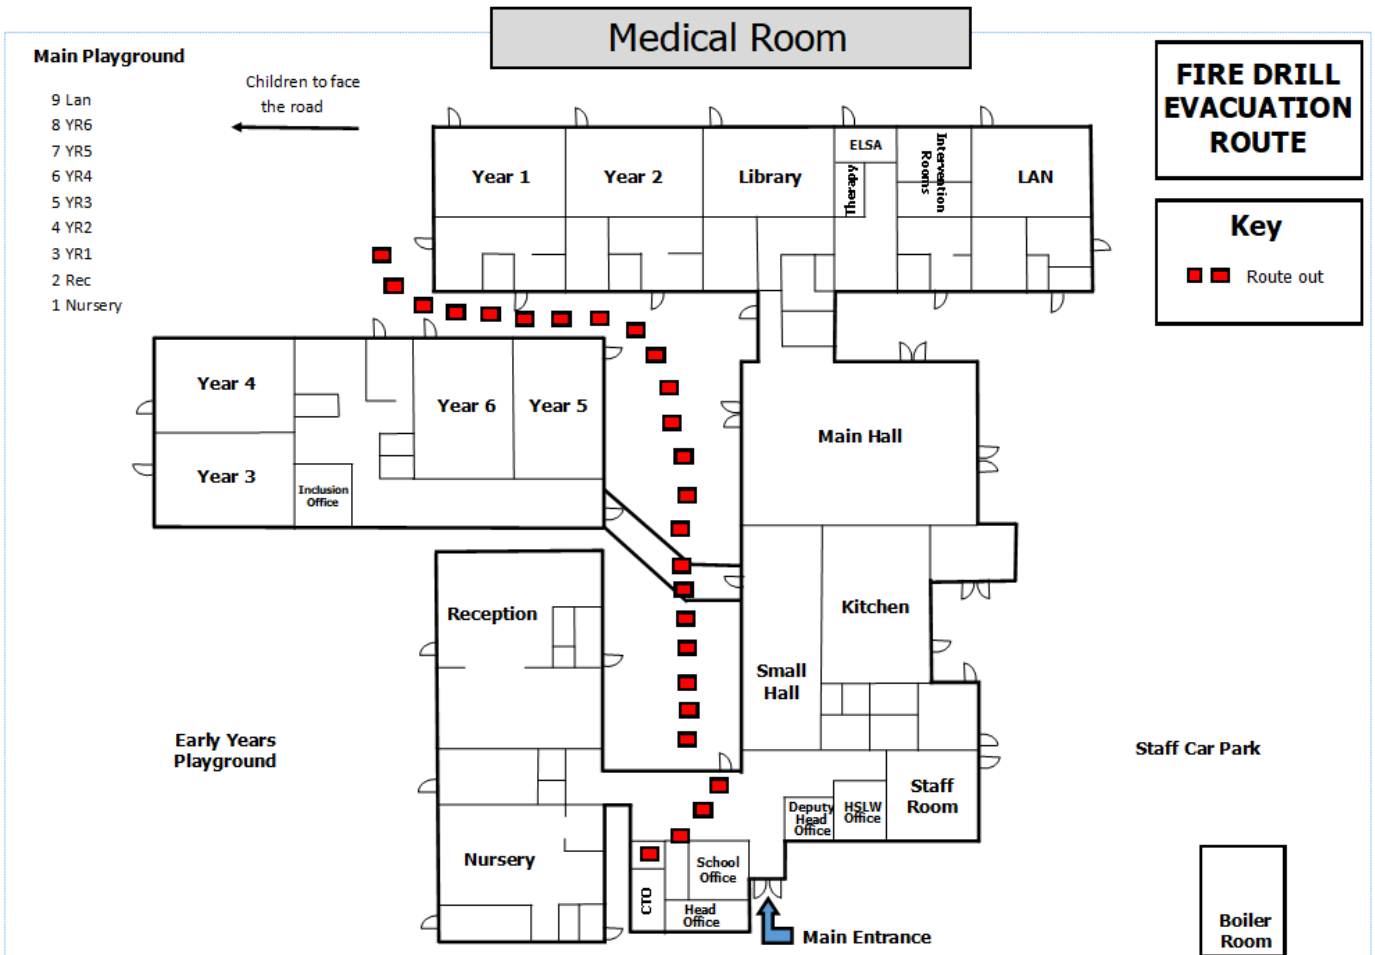 Medical Room
Main Playground
9 Lan
8 YR6
7 YR5
6 YR4
5 YR3
4 YR2
3 YR1
2 Rec
1 Nursery
Children to face
the road
FIRE DRILL
EVACUATION
ROUTE
Key
Route out
Year 1
Year 2
Library
ELSA
Therapy
Intervention
Rooms
LAN
Year 4
Year 6
Year 5
Year 3
Inclusion
Office
Main Hall
Reception
Kitchen
Small
Hall
Early Years
Playground
Staff Car Park
Deputy
Head
Office
HSLW
Office
Staff
Room
Nursery
CTO
School
Office
Head
Office
Main Entrance
Boiler
Room